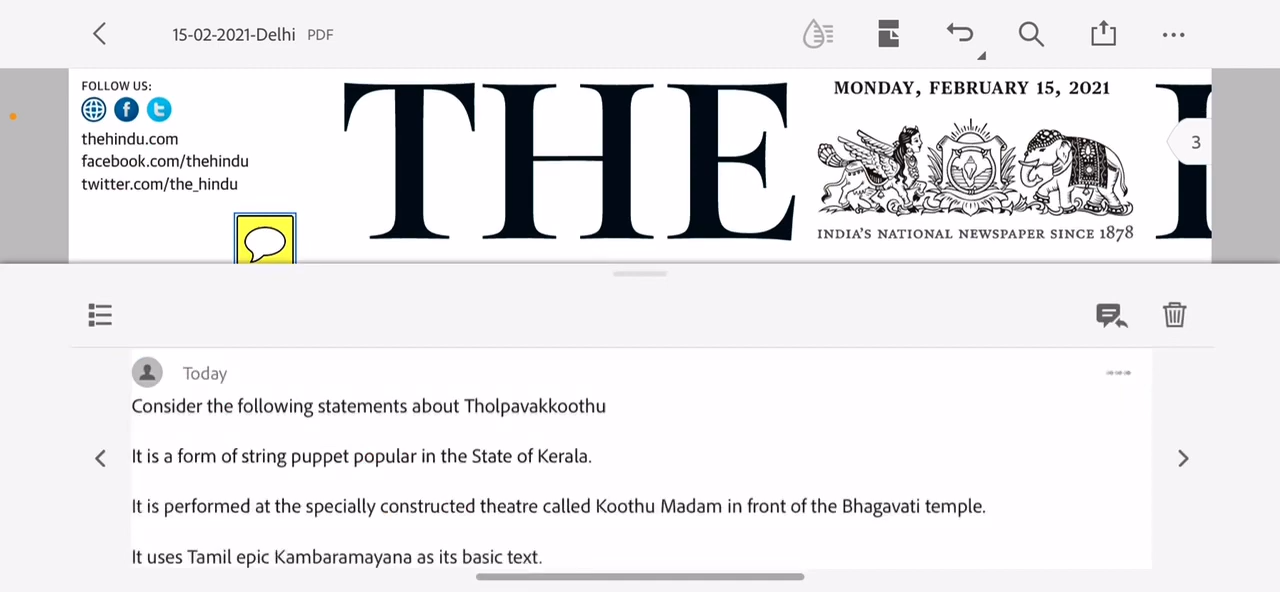 15-02-2021-Delhi PDF
FOLLOW US:
thehindu.com
facebook.com/thehindu
twitter.com/the_hindu
THE
MONDAY, FEBRUARY 15, 2021
INDIA'S NATIONAL NEWSPAPER SINCE 1878
3
Today
Consider the following statements about Tholpavakkoothu
It is a form of string puppet popular in the State of Kerala.
It is performed at the specially constructed theatre called Koothu Madam in front of the Bhagavati temple.
It uses Tamil epic Kambaramayana as its basic text.